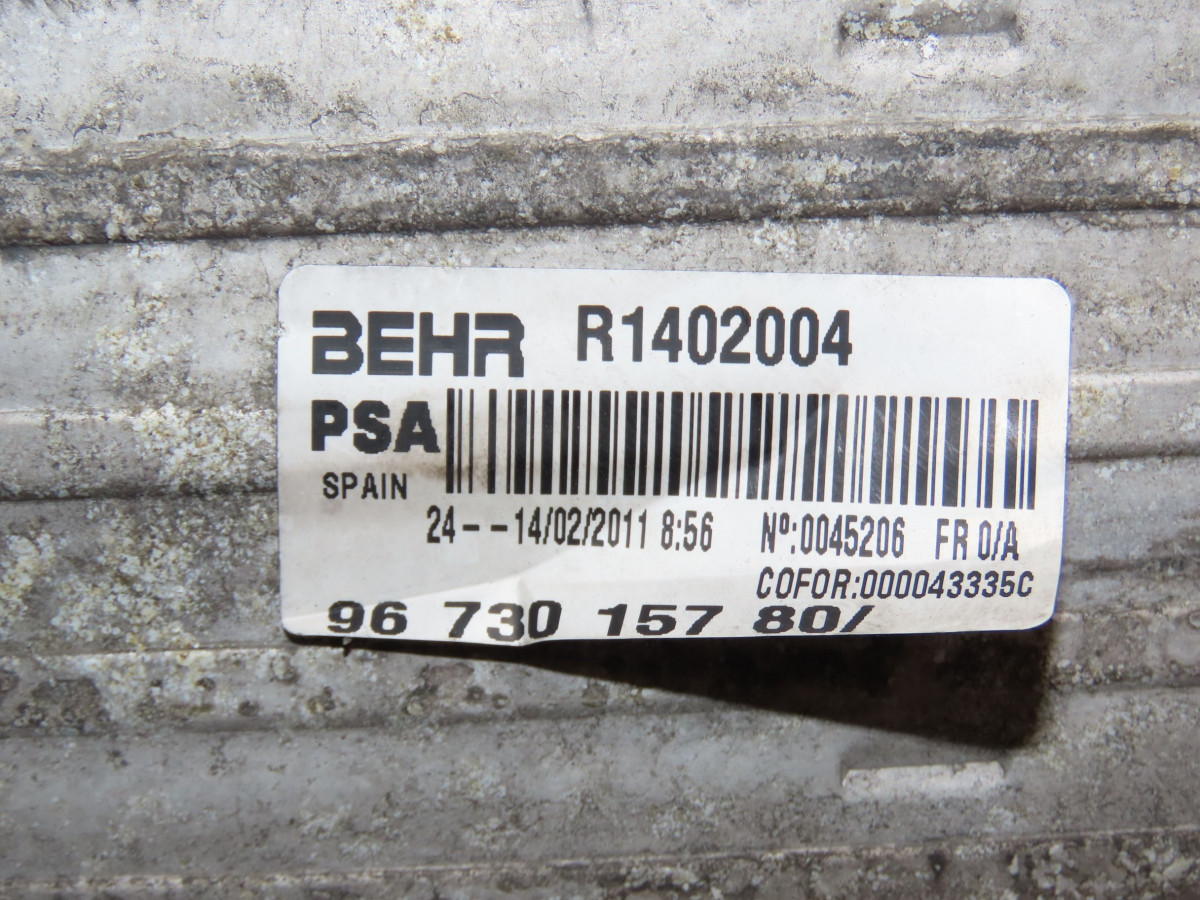 BEHR R1402004
PSA
SPAIN
24--14/02/2011 8:56 Nº:0045206 FR 0/A
COFOR:000043335C
96 730 157 80/